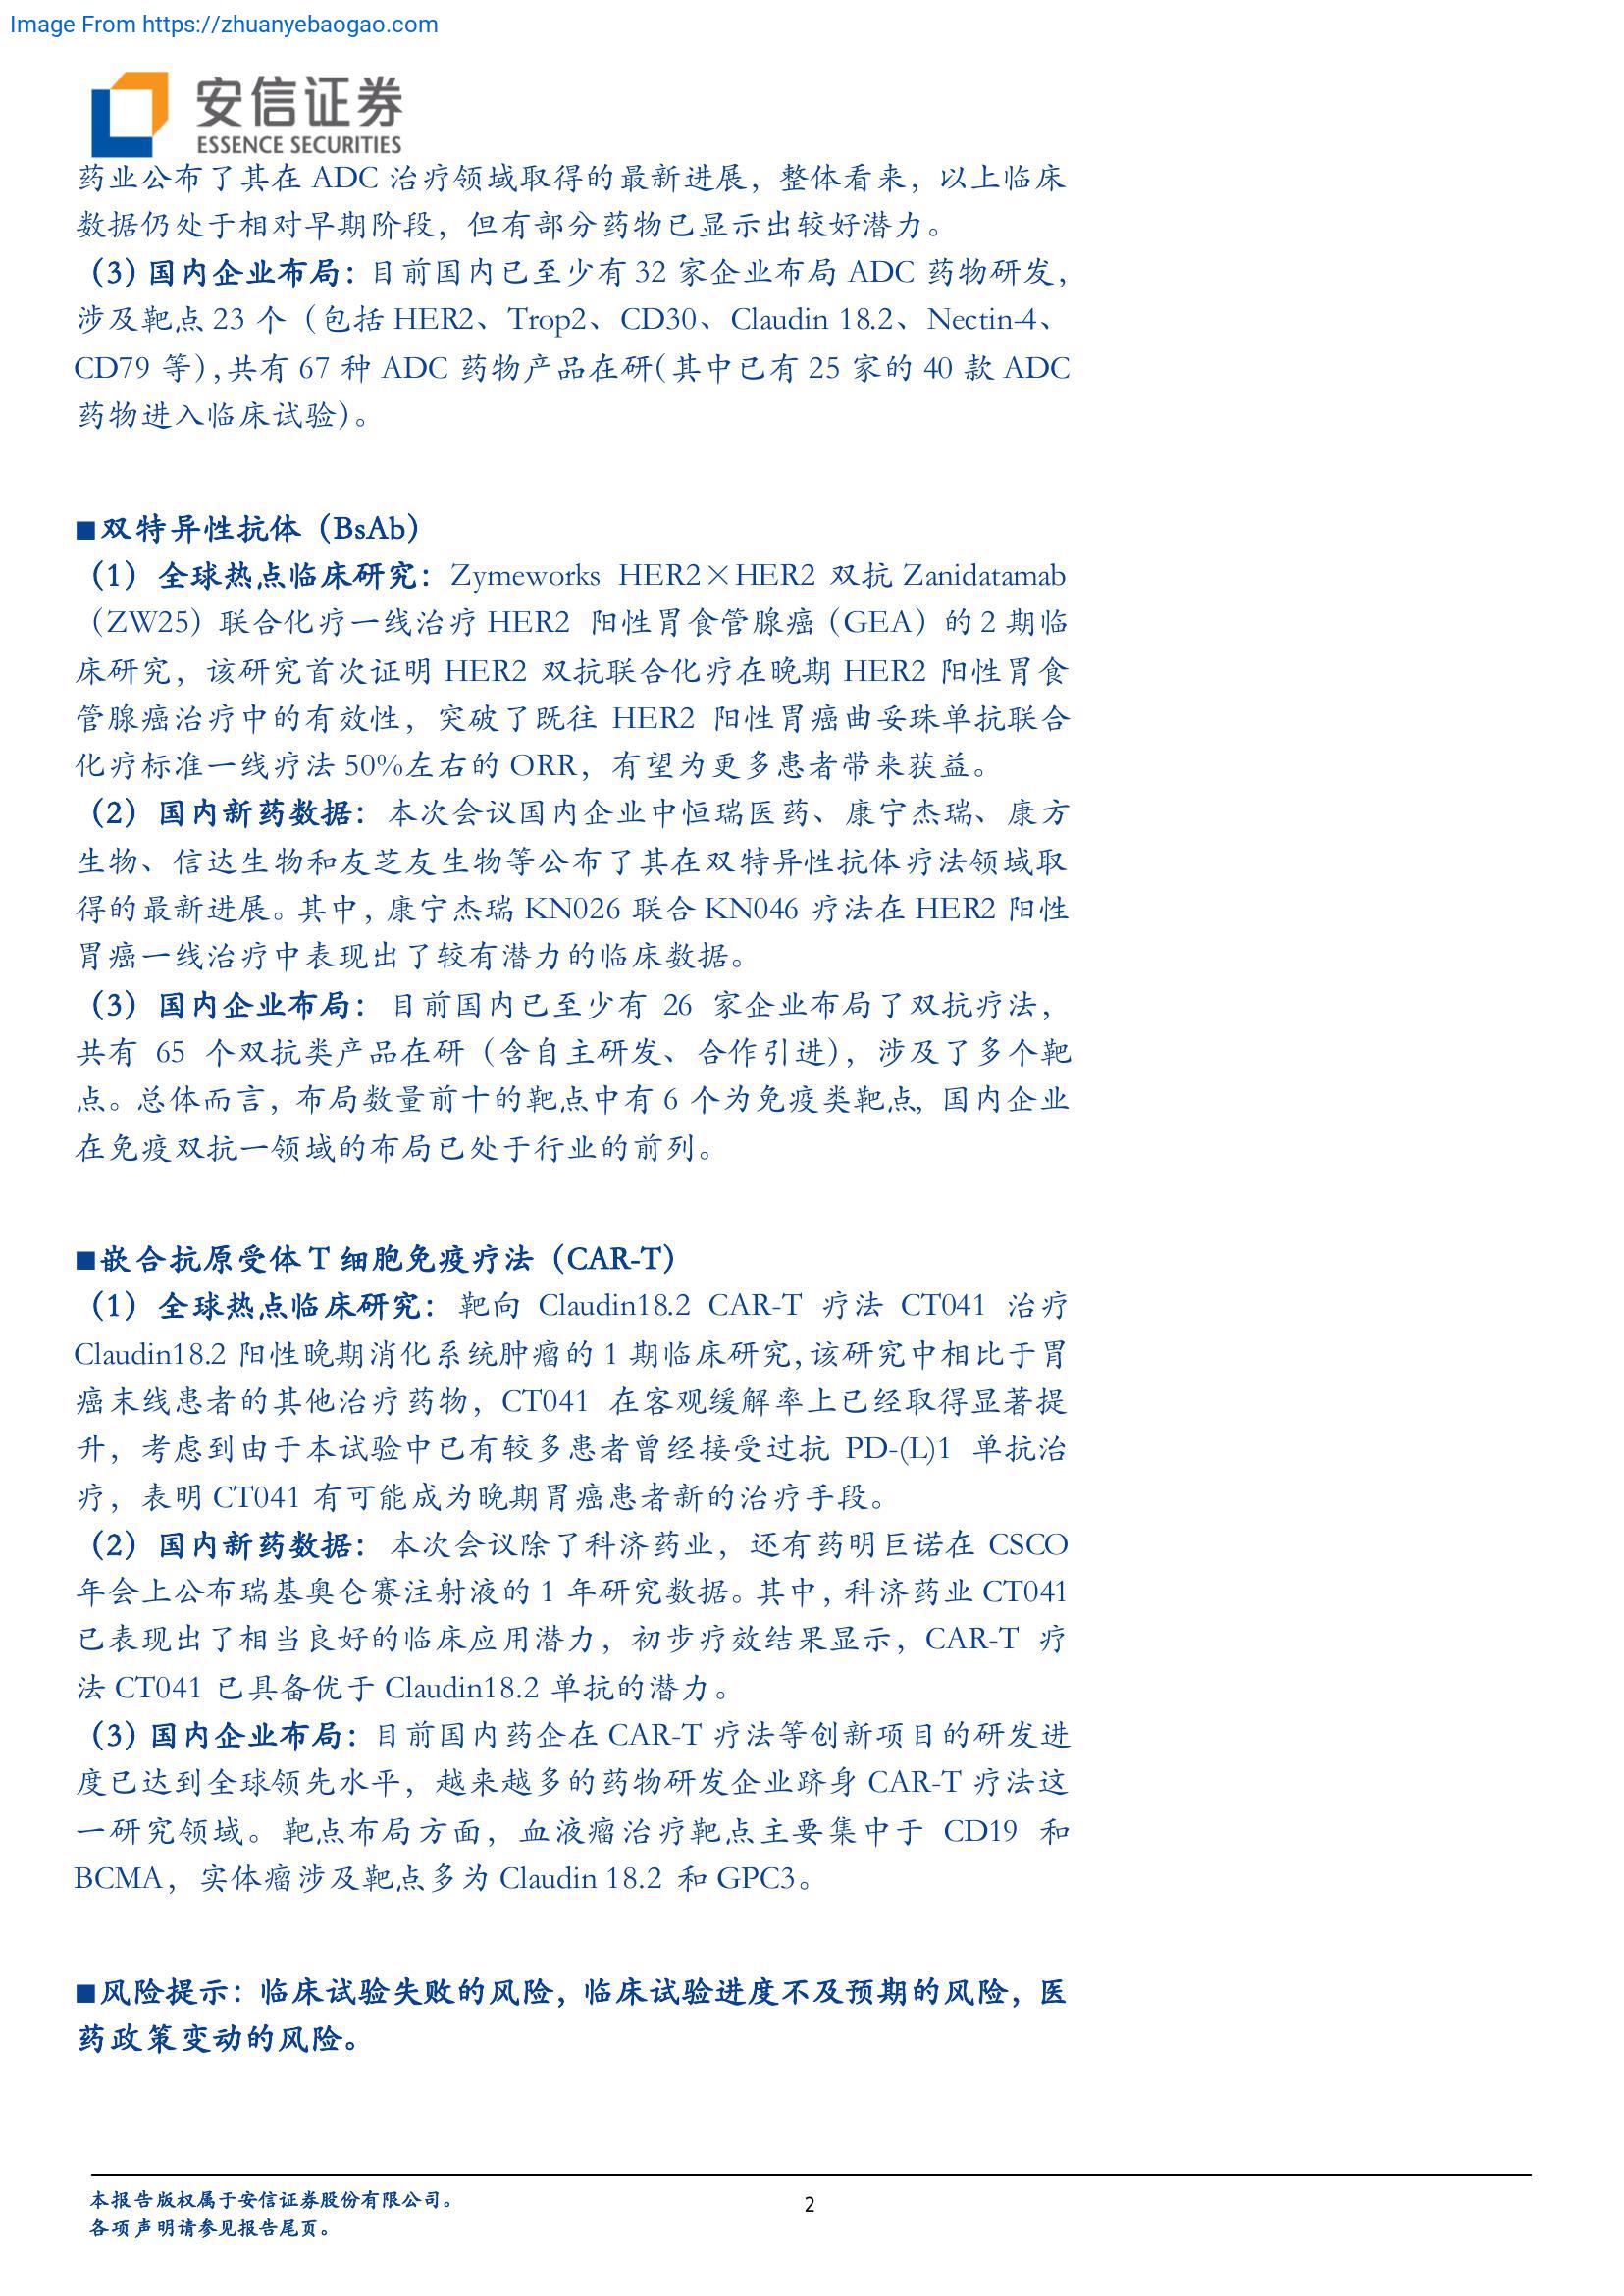 Image From https://zhuanyebaogao.com
安信证券
ESSENCE SECURITIES
药业公布了其在 ADC 治疗领域取得的最新进展，整体看来，以上临床
数据仍处于相对早期阶段，但有部分药物已显示出较好潜力。
（3）国内企业布局：目前国内已至少有 32 家企业布局 ADC 药物研发，
涉及靶点 23 个（包括 HER2、Trop2、CD30、Claudin 18.2、Nectin-4、
CD79 等），共有 67 种 ADC 药物产品在研（其中已有 25 家的 40 款 ADC
药物进入临床试验）。
■双特异性抗体（BsAb）
（1）全球热点临床研究：Zymeworks HER2×HER2 双抗 Zanidatamab
（ZW25）联合化疗一线治疗 HER2 阳性胃食管腺癌（GEA）的 2 期临
床研究，该研究首次证明 HER2 双抗联合化疗在晚期 HER2 阳性胃食
管腺癌治疗中的有效性，突破了既往 HER2 阳性胃癌曲妥珠单抗联合
化疗标准一线疗法 50%左右的 ORR，有望为更多患者带来获益。
（2）国内新药数据：本次会议国内企业中恒瑞医药、康宁杰瑞、康方
生物、信达生物和友芝友生物等公布了其在双特异性抗体疗法领域取
得的最新进展。其中，康宁杰瑞 KN026 联合 KN046 疗法在 HER2 阳性
胃癌一线治疗中表现出了较有潜力的临床数据。
（3）国内企业布局：目前国内已至少有 26 家企业布局了双抗疗法，
共有 65 个双抗类产品在研（含自主研发、合作引进），涉及了多个靶
点。总体而言，布局数量前十的靶点中有 6 个为免疫类靶点，国内企业
在免疫双抗一领域的布局已处于行业的前列。
■嵌合抗原受体 T 细胞免疫疗法（CAR-T）
（1）全球热点临床研究：靶向 Claudin18.2 CAR-T 疗法 CT041 治疗
Claudin18.2 阳性晚期消化系统肿瘤的 1 期临床研究，该研究中相比于胃
癌末线患者的其他治疗药物，CT041 在客观缓解率上已经取得显著提
升，考虑到由于本试验中已有较多患者曾经接受过抗 PD-(L)1 单抗治
疗，表明 CT041 有可能成为晚期胃癌患者新的治疗手段。
（2）国内新药数据：本次会议除了科济药业，还有药明巨诺在 CSCO
年会上公布瑞基奥仑赛注射液的 1 年研究数据。其中，科济药业 CT041
已表现出了相当良好的临床应用潜力，初步疗效结果显示，CAR-T 疗
法 CT041 已具备优于 Claudin18.2 单抗的潜力。
（3）国内企业布局：目前国内药企在 CAR-T 疗法等创新项目的研发进
度已达到全球领先水平，越来越多的药物研发企业跻身 CAR-T 疗法这
一研究领域。靶点布局方面，血液瘤治疗靶点主要集中于 CD19 和
BCMA，实体瘤涉及靶点多为 Claudin 18.2 和 GPC3。
■风险提示：临床试验失败的风险，临床试验进度不及预期的风险，医
药政策变动的风险。
本报告版权属于安信证券股份有限公司。
2
各项声明请参见报告尾页。